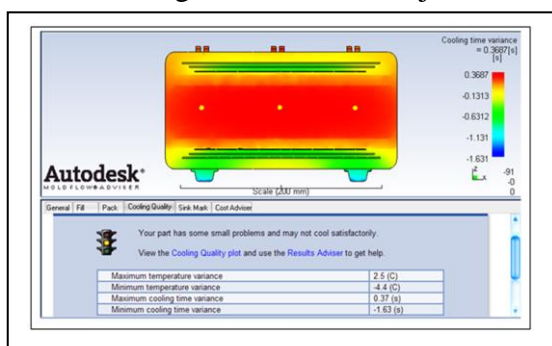 Cooling time variance
= 0.3687[s]
[s]
0.3687
-0.1313
-0.6312
-1.131
-1.631
-91
-0
0
Z
X
Autodesk®
MOLDFLOW®ADVISER
Scale (200 mm)
General Fill Pack Cooling Quality Sink Mark Cost Adviser
Your part has some small problems and may not cool satisfactorily.
View the Cooling Quality plot and use the Results Adviser to get help.
Maximum temperature variance 2.5 (C)
Minimum temperature variance -4.4 (C)
Maximum cooling time variance 0.37 (s)
Minimum cooling time variance -1.63 (s)